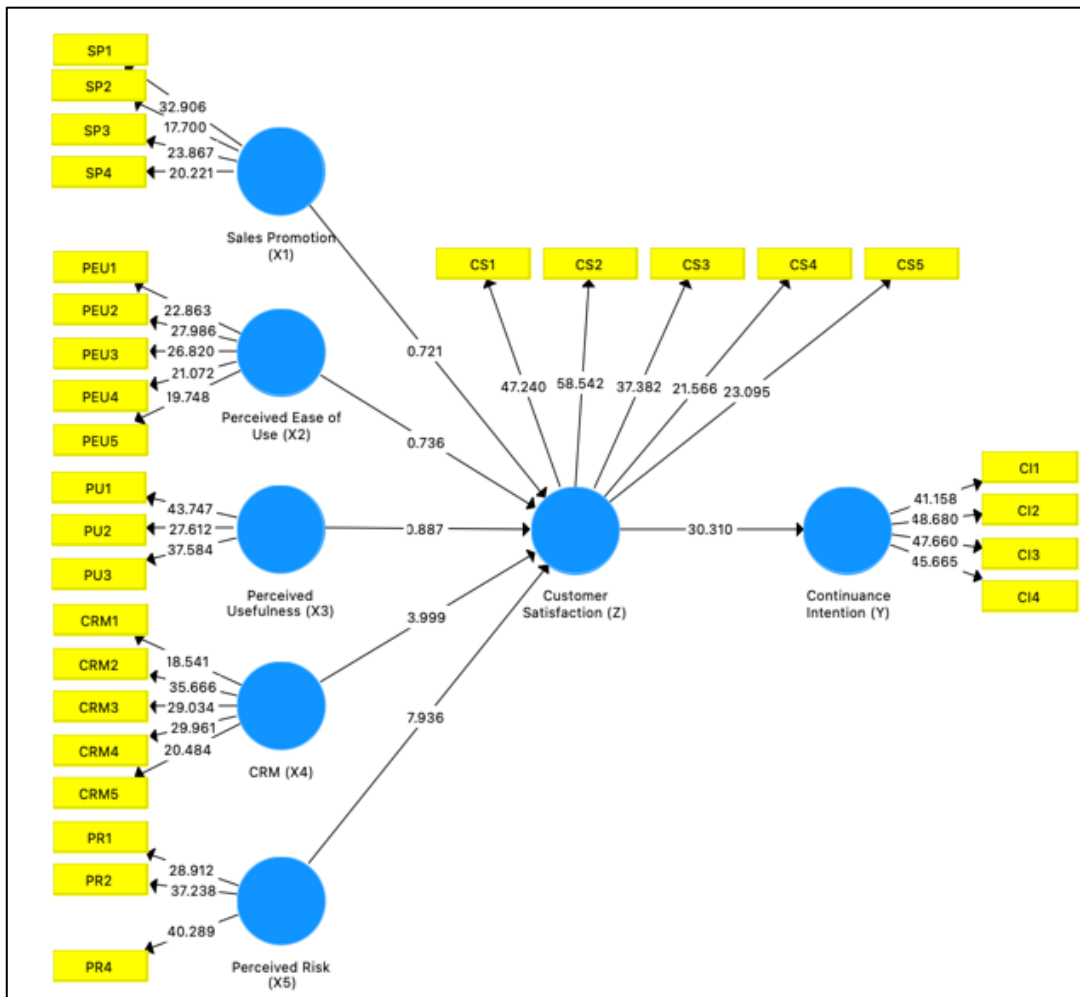 SP1
SP2
SP3
SP4
32.906
17.700
23.867
20.221
Sales Promotion
(X1)
PEU1
PEU2
PEU3
PEU4
PEU5
22.863
27.986
26.820
21.072
19.748
Perceived Ease of
Use (X2)
PU1
PU2
PU3
43.747
27.612
37.584
Perceived
Usefulness (X3)
CRM1
CRM2
CRM3
CRM4
CRM5
18.541
35.666
29.034
29.961
20.484
CRM (X4)
PR1
PR2
PR4
28.912
37.238
40.289
Perceived Risk
(X5)
0.721
0.736
0.887
3.999
7.936
CS1
CS2
CS3
CS4
CS5
47.240
58.542
37.382
21.566
23.095
Customer
Satisfaction (Z)
30.310
Continuance
Intention (Y)
41.158
48.680
47.660
45.665
CI1
CI2
CI3
CI4